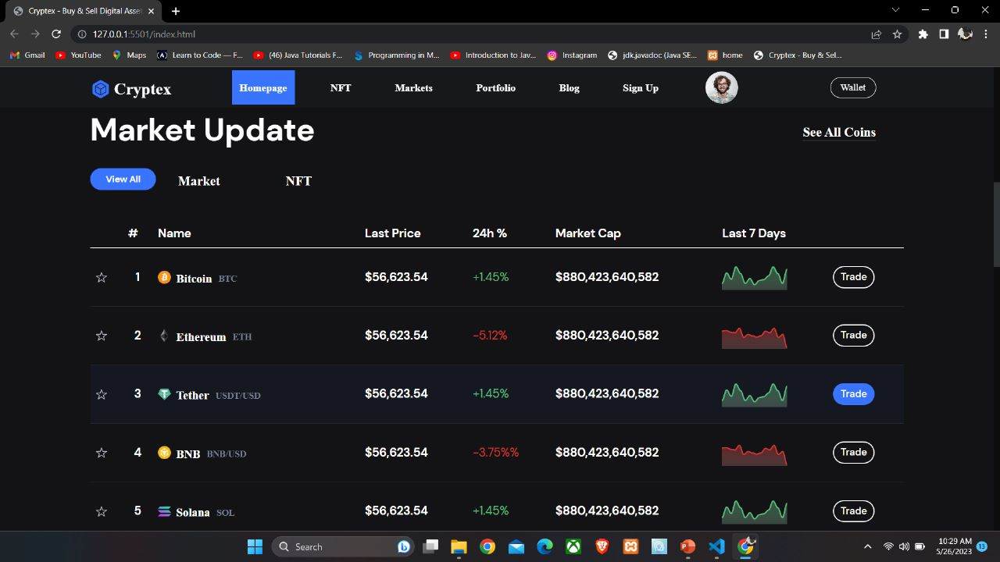 Cryptex - Buy & Sell Digital Asset
127.0.0.1:5501/index.html
Gmail YouTube Maps Learn to Code — F... (46) Java Tutorials F... Programming in M... Introduction to Jav... Instagram jdk.javadoc (Java SE... home Cryptex - Buy & Sel...
Cryptex Homepage NFT Markets Portfolio Blog Sign Up Wallet
Market Update See All Coins
View All Market NFT
# Name Last Price 24h % Market Cap Last 7 Days
1 Bitcoin BTC $56,623.54 +1.45% $880,423,640,582 Trade
2 Ethereum ETH $56,623.54 -5.12% $880,423,640,582 Trade
3 Tether USDT/USD $56,623.54 +1.45% $880,423,640,582 Trade
4 BNB BNB/USD $56,623.54 -3.75%% $880,423,640,582 Trade
5 Solana SOL $56,623.54 +1.45% $880,423,640,582 Trade
Search 10:29 AM
5/26/2023 13